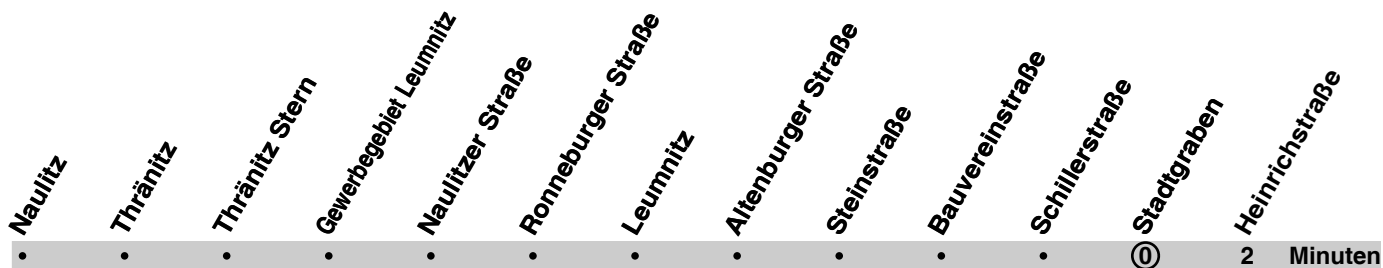 Naulitz
Thränitz
Thränitz Stern
Gewerbegebiet Leumnitz
Naulitzer Straße
Ronneburger Straße
Leumnitz
Altenburger Straße
Steinstraße
Bauvereinstraße
Schillerstraße
Stadtgraben
Heinrichstraße
• • • • • • • • • • • 0 2 Minuten